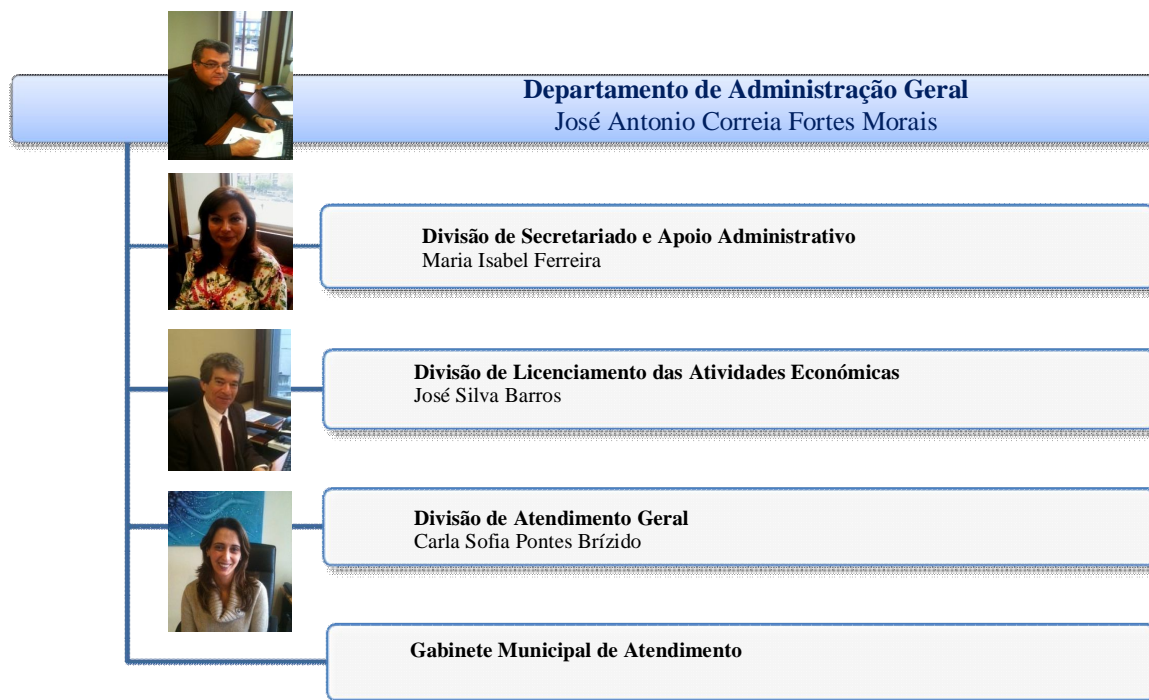 Departamento de Administração Geral
José Antonio Correia Fortes Morais
Divisão de Secretariado e Apoio Administrativo
Maria Isabel Ferreira
Divisão de Licenciamento das Atividades Económicas
José Silva Barros
Divisão de Atendimento Geral
Carla Sofia Pontes Brízido
Gabinete Municipal de Atendimento